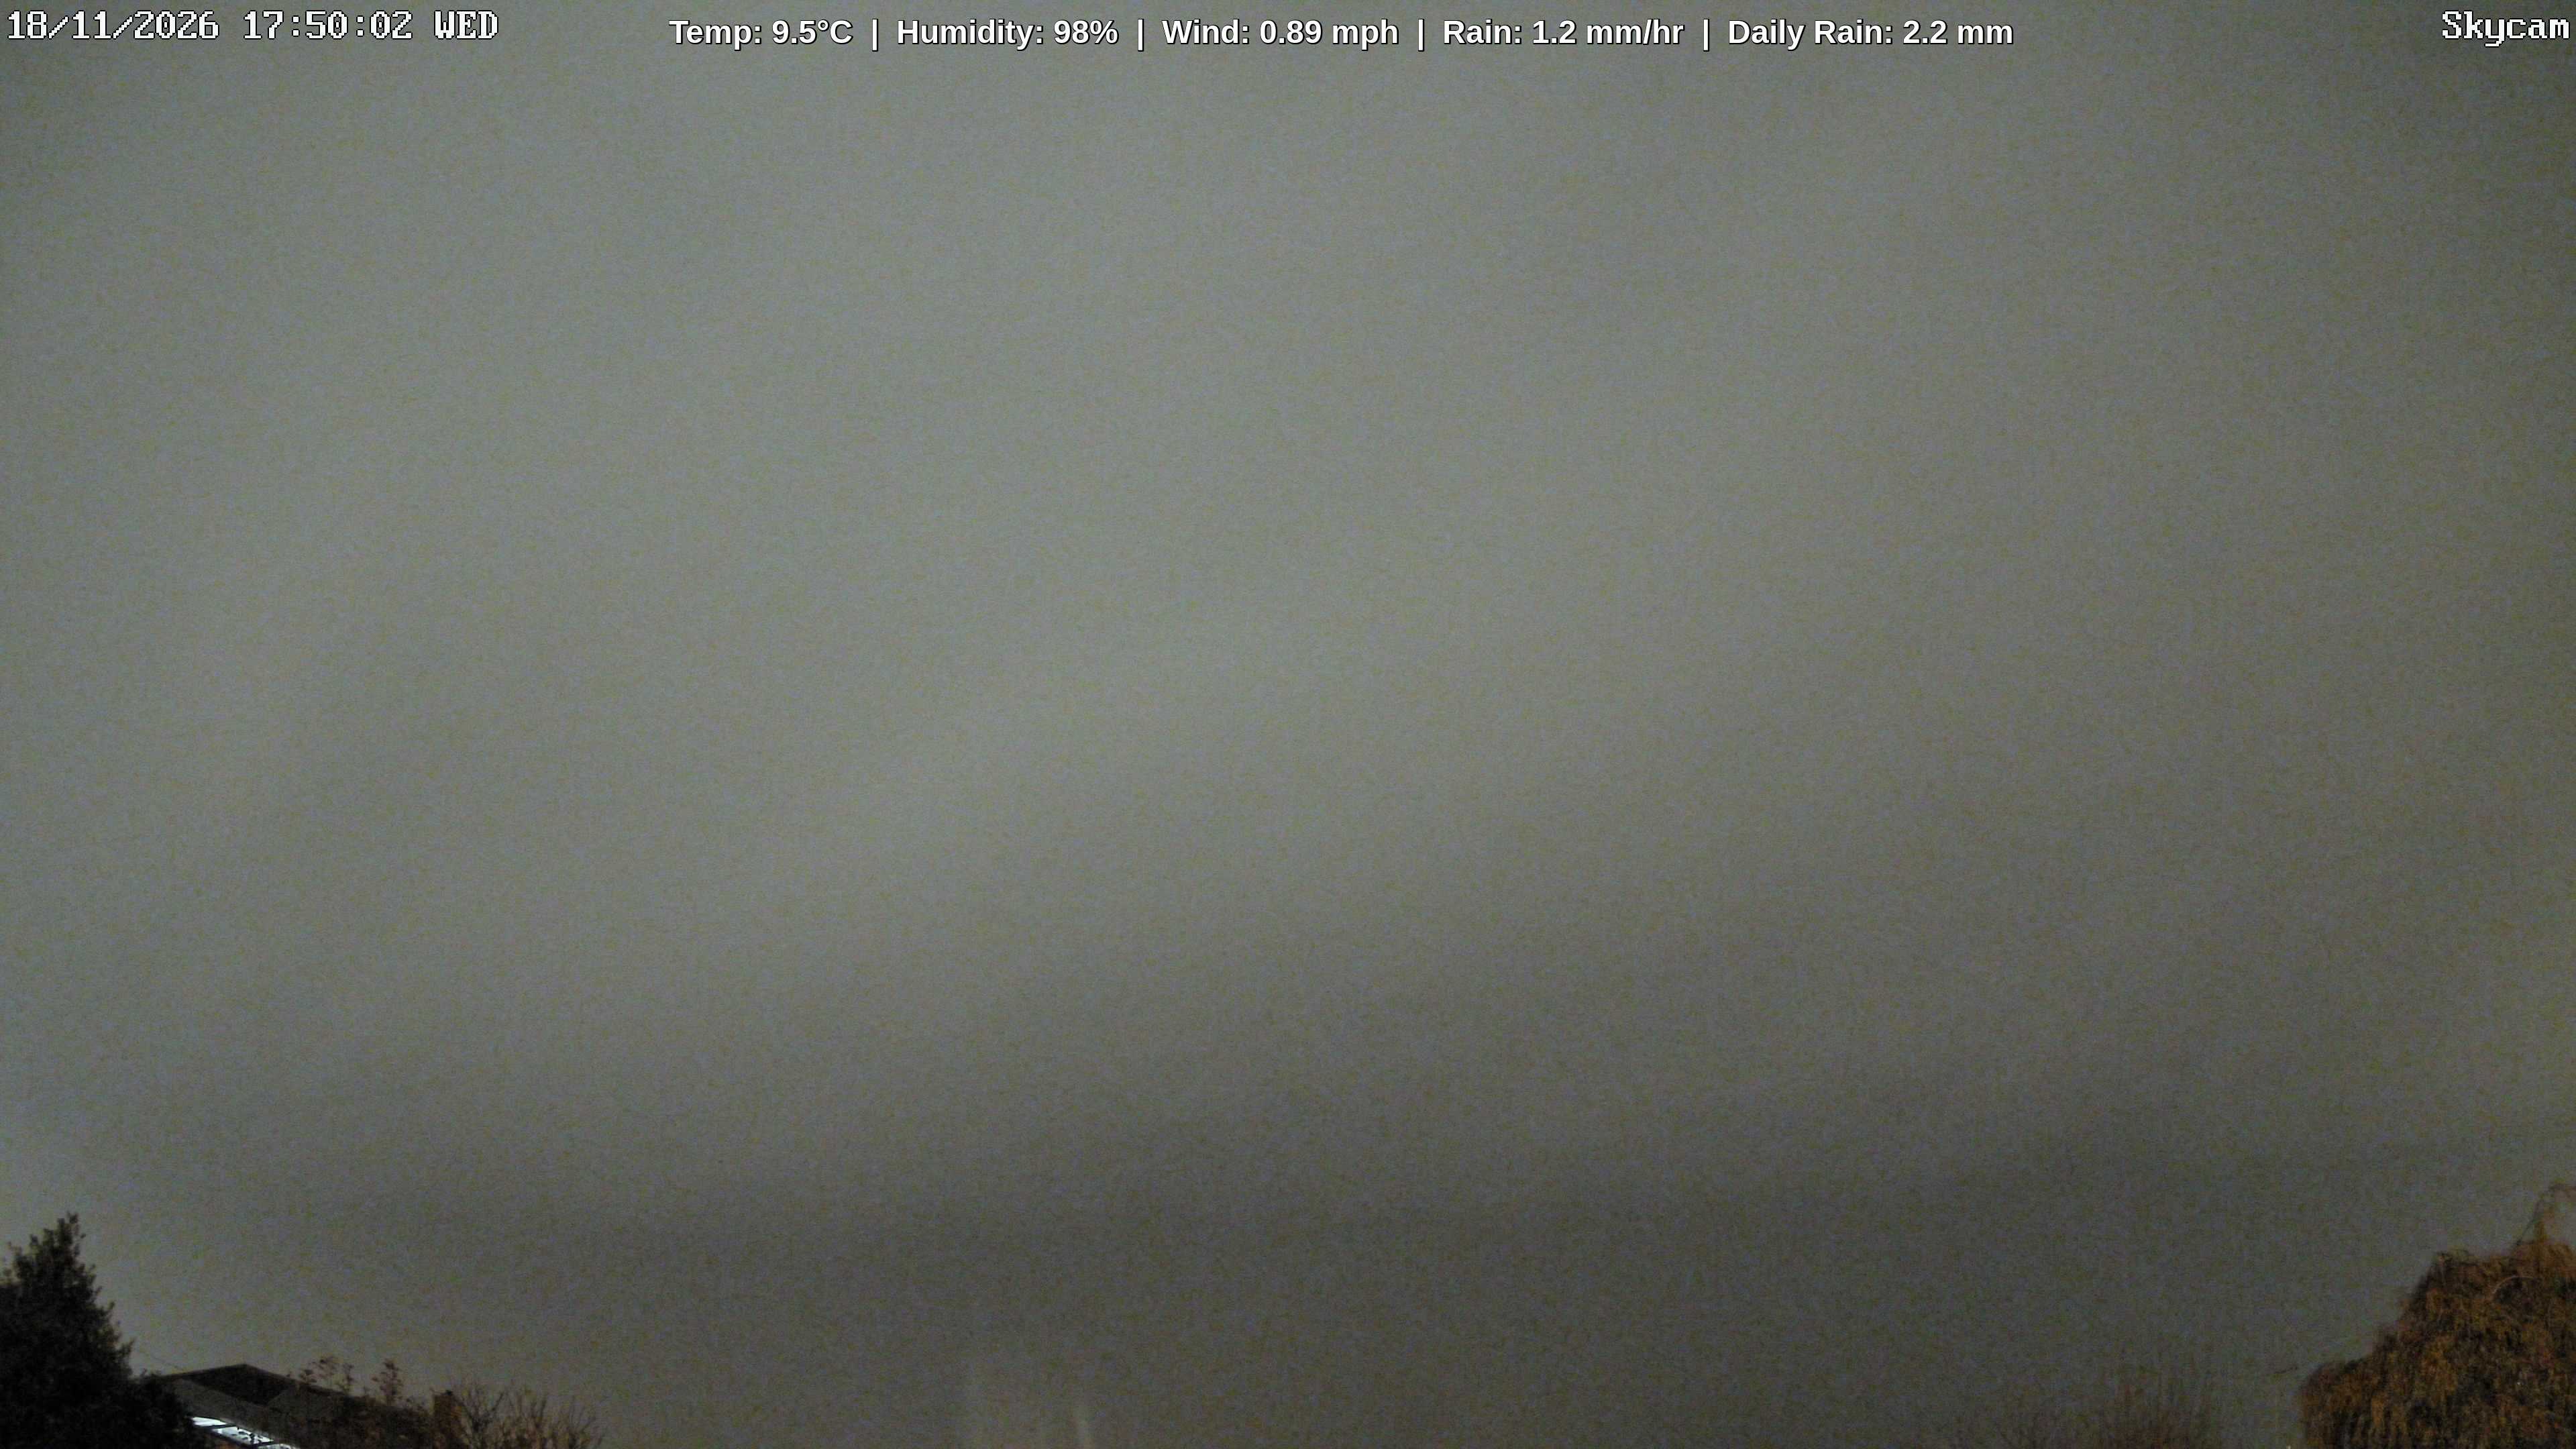 18/11/2026 17:50:02 WED
Temp: 9.5°C | Humidity: 98% | Wind: 0.89 mph | Rain: 1.2 mm/hr | Daily Rain: 2.2 mm
Skycam